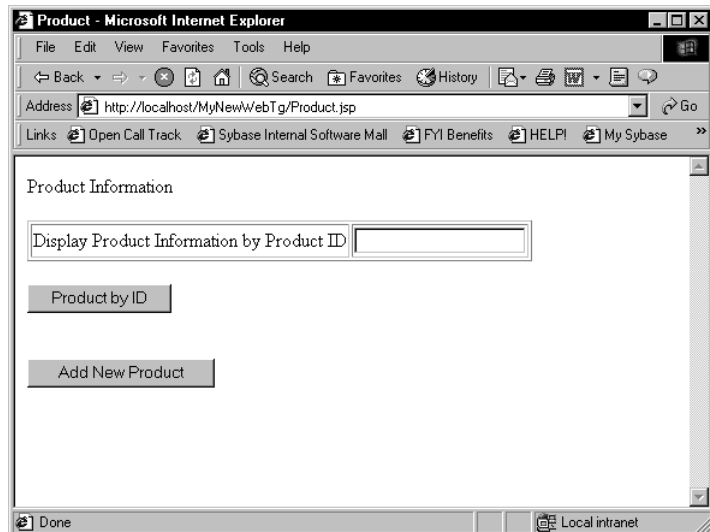 Product - Microsoft Internet Explorer
File Edit View Favorites Tools Help
Back Search Favorites History
Address http://localhost/MyNewWebTg/Product.jsp Go
Links Open Call Track Sybase Internal Software Mall FYI Benefits HELP! My Sybase »
Product Information
Display Product Information by Product ID
Product by ID
Add New Product
Done Local intranet